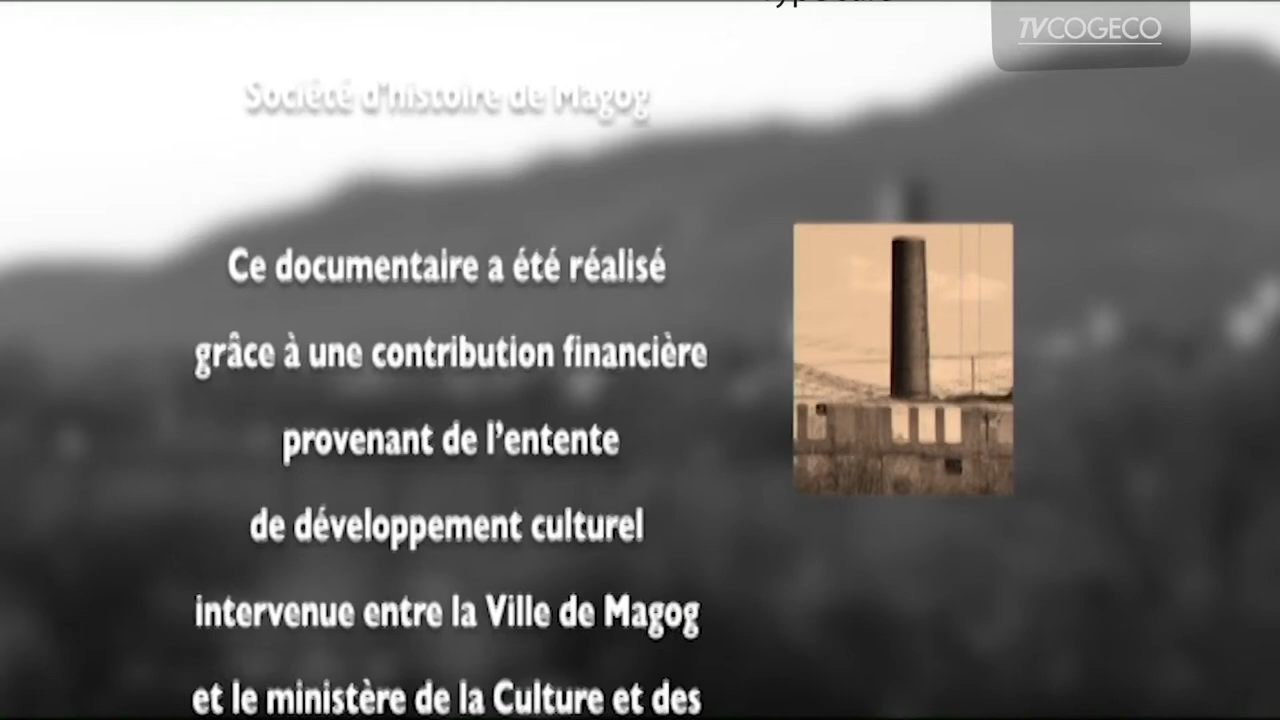 TVCOGECO
Société d'histoire de Magog
Ce documentaire a été réalisé
grâce à une contribution financière
provenant de l'entente
de développement culturel
intervenue entre la Ville de Magog
et le ministère de la Culture et des